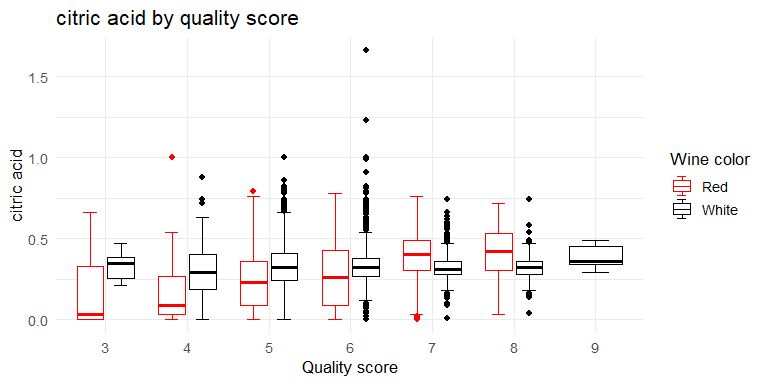 citric acid by quality score
1.5
1.0
0.5
0.0
citric acid
3 4 5 6 7 8 9
Quality score
Wine color
Red
White